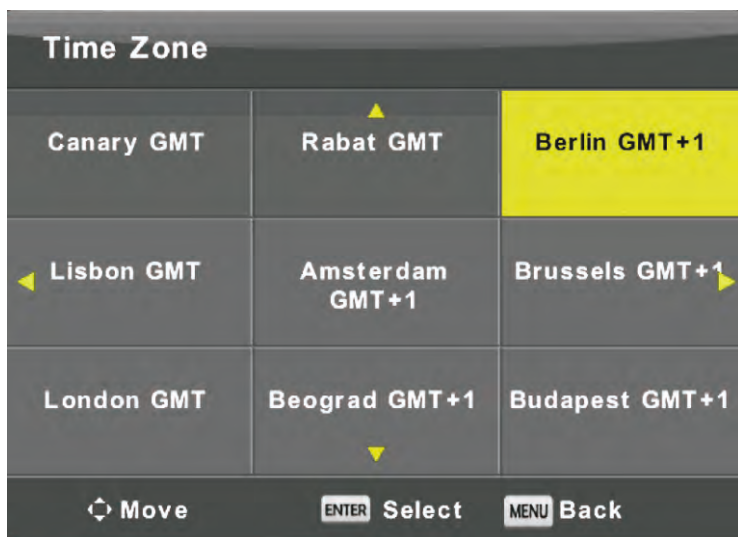 Time Zone
Canary GMT
Rabat GMT
Berlin GMT+1
Lisbon GMT
Amsterdam
GMT+1
Brussels GMT+1
London GMT
Beograd GMT+1
Budapest GMT+1
Move
ENTER Select
MENU Back